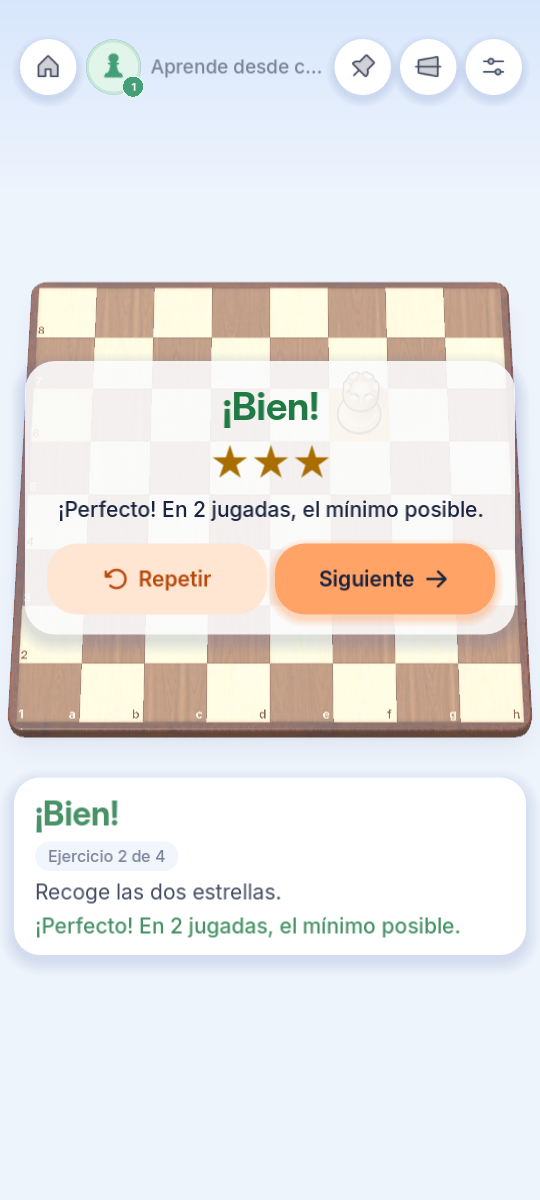 1
Aprende desde c...
8
¡Bien!
¡Perfecto! En 2 jugadas, el mínimo posible.
Repetir
Siguiente
2
1 a b c d e f g h
¡Bien!
Ejercicio 2 de 4
Recoge las dos estrellas.
¡Perfecto! En 2 jugadas, el mínimo posible.